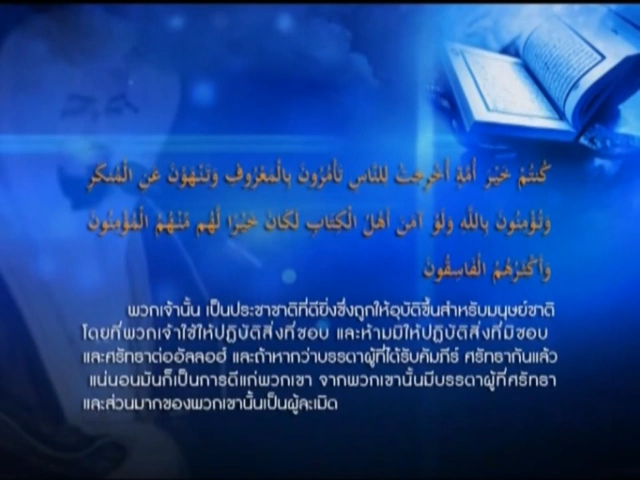 كُنتُمْ خَيْرَ أُمَّةٍ أُخْرِجَتْ لِلنَّاسِ تَأْمُرُونَ بِالْمَعْرُوفِ وَتَنْهَوْنَ عَنِ الْمُنكَرِ
وَتُؤْمِنُونَ بِاللَّهِ وَلَوْ آمَنَ أَهْلُ الْكِتَابِ لَكَانَ خَيْرًا لَّهُم مِّنْهُمُ الْمُؤْمِنُونَ
وَأَكْثَرُهُمُ الْفَاسِقُونَ
พวกเจ้านั้น เป็นประชาชาติที่ดียิ่งซึ่งถูกให้อุบัติขึ้นสำหรับมนุษย์ชาติ
โดยที่พวกเจ้าใช้ให้ปฏิบัติสิ่งที่ชอบ และห้ามมิให้ปฏิบัติสิ่งที่มิชอบ
และศรัทธาต่ออัลลอฮ์ และถ้าหากว่าบรรดาผู้ที่ได้รับคัมภีร์ ศรัทธากันแล้ว
แน่นอนมันก็เป็นการดีแก่พวกเขา จากพวกเขานั้นมีบรรดาผู้ที่ศรัทธา
และส่วนมากของพวกเขานั้นเป็นผู้ละเมิด